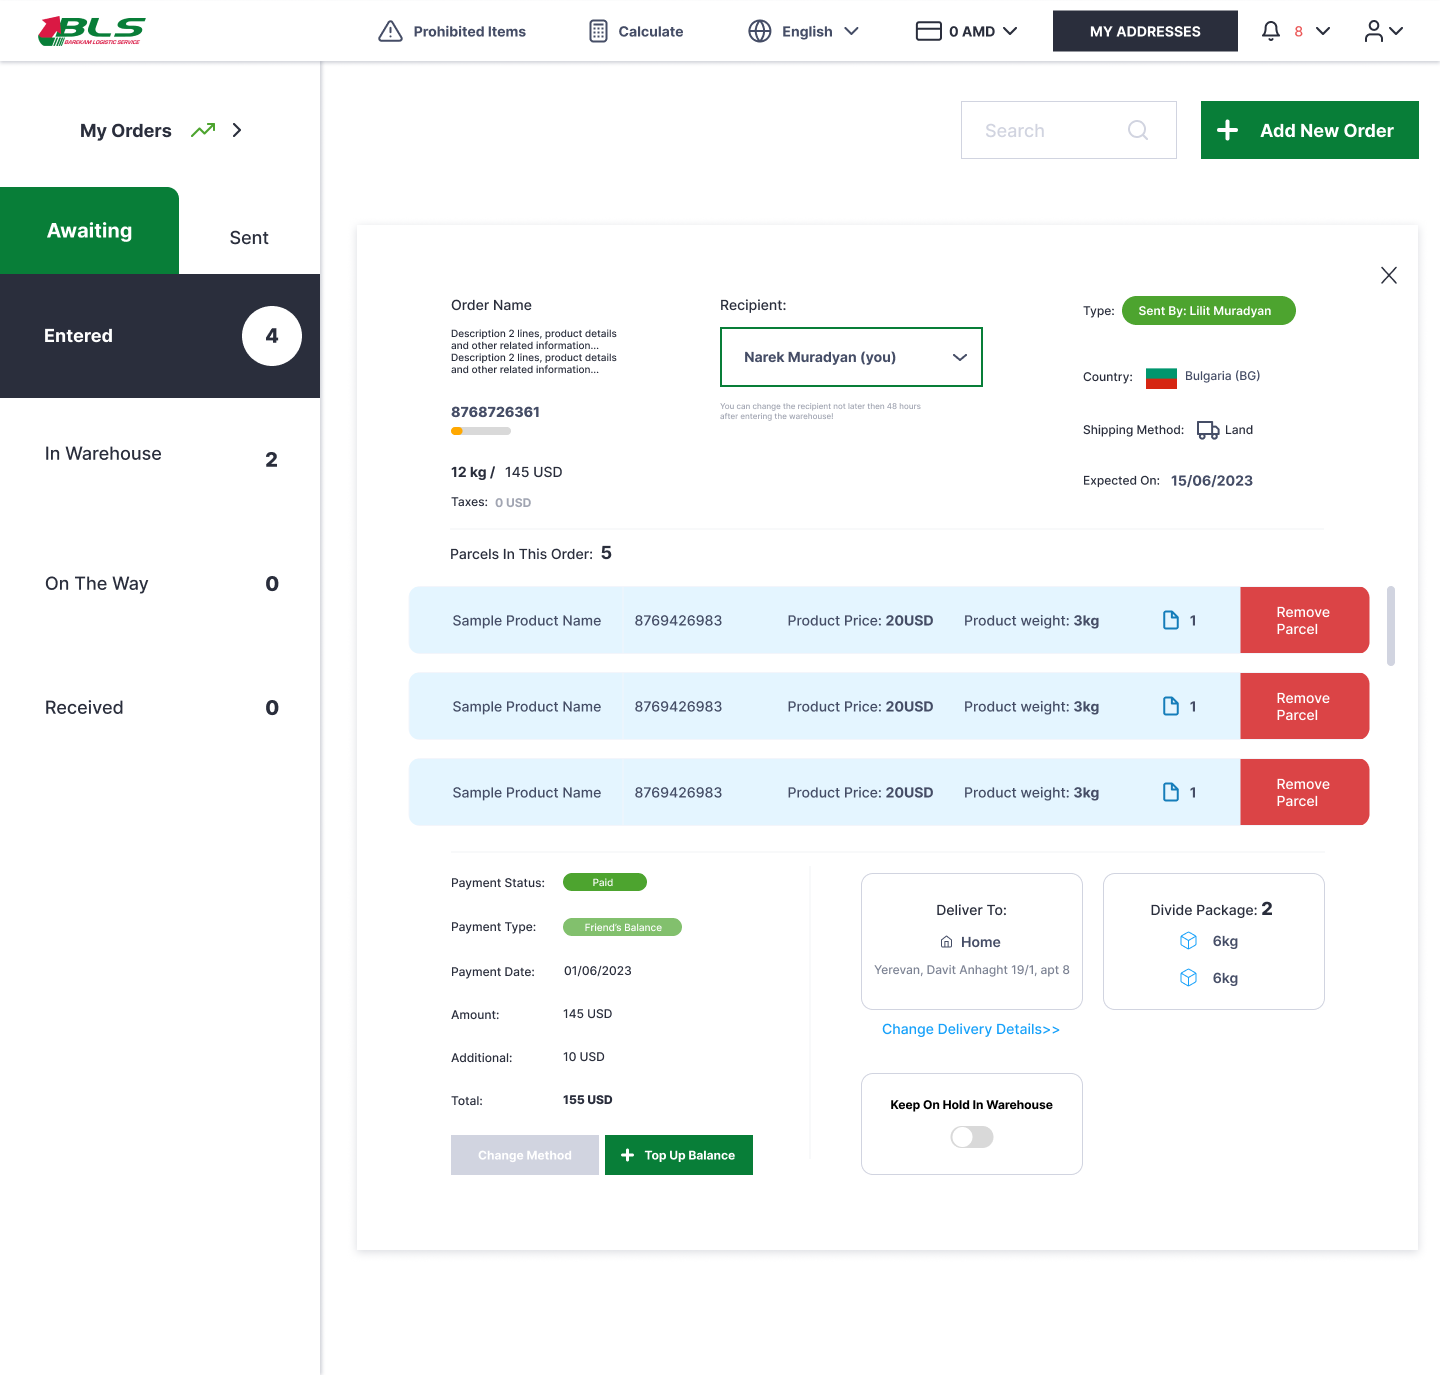 BLS
BAREKAM LOGISTIC SERVICE
Prohibited Items
Calculate
English
0 AMD
MY ADDRESSES
8
My Orders
Search
Add New Order
Awaiting
Sent
Entered
4
In Warehouse
2
On The Way
0
Received
0
Order Name
Description 2 lines, product details
and other related information...
Description 2 lines, product details
and other related information...
8768726361
12 kg / 145 USD
Taxes: 0 USD
Recipient:
Narek Muradyan (you)
You can change the recipient not later then 48 hours
after entering the warehouse!
Type: Sent By: Lilit Muradyan
Country: Bulgaria (BG)
Shipping Method: Land
Expected On: 15/06/2023
Parcels In This Order: 5
Sample Product Name 8769426983 Product Price: 20USD Product weight: 3kg 1
Remove
Parcel
Sample Product Name 8769426983 Product Price: 20USD Product weight: 3kg 1
Remove
Parcel
Sample Product Name 8769426983 Product Price: 20USD Product weight: 3kg 1
Remove
Parcel
Payment Status: Paid
Payment Type: Friend's Balance
Payment Date: 01/06/2023
Amount: 145 USD
Additional: 10 USD
Total: 155 USD
Change Method
Top Up Balance
Deliver To:
Home
Yerevan, Davit Anhaght 19/1, apt 8
Change Delivery Details>>
Divide Package: 2
6kg
6kg
Keep On Hold In Warehouse